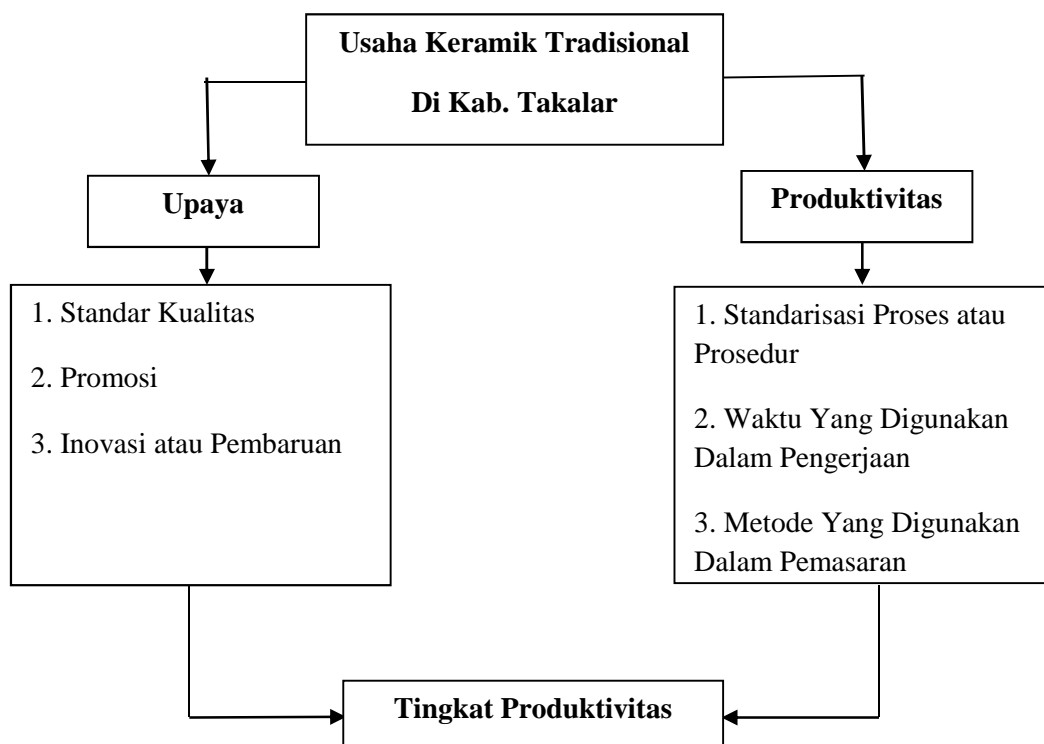 Usaha Keramik Tradisional
Di Kab. Takalar
Upaya
Produktivitas
1. Standar Kualitas
2. Promosi
3. Inovasi atau Pembaruan
1. Standarisasi Proses atau
Prosedur
2. Waktu Yang Digunakan
Dalam Pengerjaan
3. Metode Yang Digunakan
Dalam Pemasaran
Tingkat Produktivitas